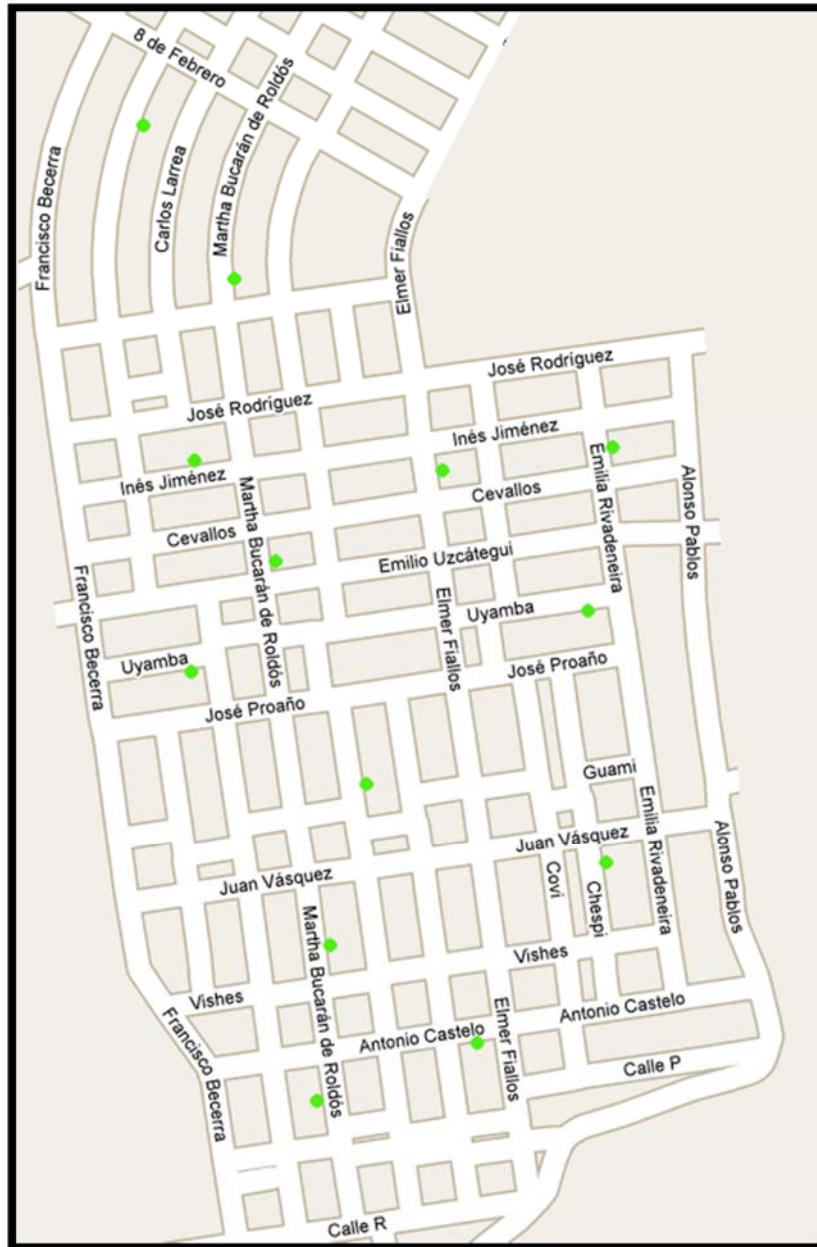 8 de Febrero
Francisco Becerra
Carlos Larrea
Martha Bucarán de Roldós
Elmer Fiallos
José Rodríguez
José Rodríguez
Inés Jiménez
Inés Jiménez
Cevallos
Cevallos
Martha Bucarán de Roldós
Emilia Rivadeneira
Alonso Pablos
Emilio Uzcátegui
Francisco Becerra
Elmer Fiallos
Uyamba
Uyamba
José Proaño
José Proaño
Guami
Emilia Rivadeneira
Alonso Pablos
Juan Vásquez
Juan Vásquez
Covi
Chespi
Martha Bucarán de Roldós
Vishes
Vishes
Elmer Fiallos
Antonio Castelo
Antonio Castelo
Francisco Becerra
Calle P
Calle R